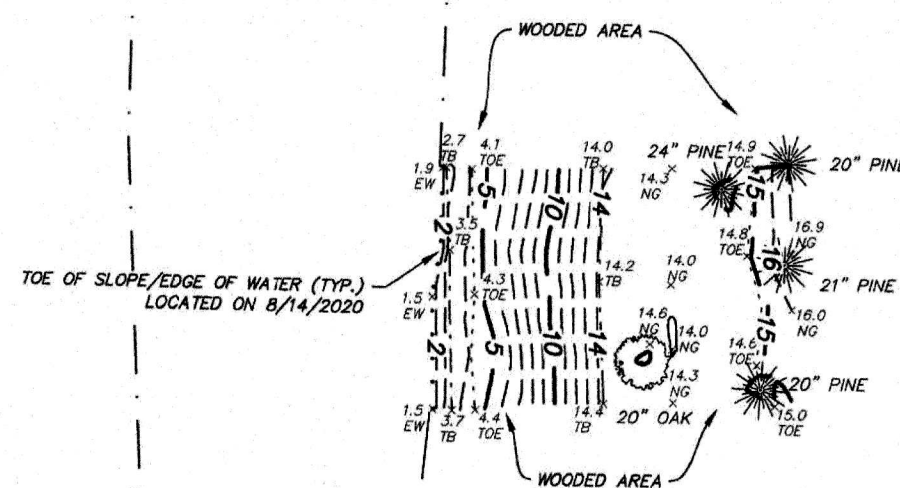 WOODED AREA
2.7
TB
4.1
TOE
14.0
TB
24" PINE
14.9
TOE
20" PINE
1.9
EW
14.3
NG
5
10
14
15
2
3.5
TB
14.8
TOE
16.9
NG
16
TOE OF SLOPE/EDGE OF WATER (TYP.)
LOCATED ON 8/14/2020
4.3
TOE
14.2
TB
14.0
NG
21" PINE
1.5
EW
14.6
NG
14.0
NG
16.0
NG
2
5
10
14
15
14.6
TOE
14.3
NG
20" PINE
1.5
EW
3.7
TB
4.4
TOE
14.4
TB
20" OAK
15.0
TOE
WOODED AREA